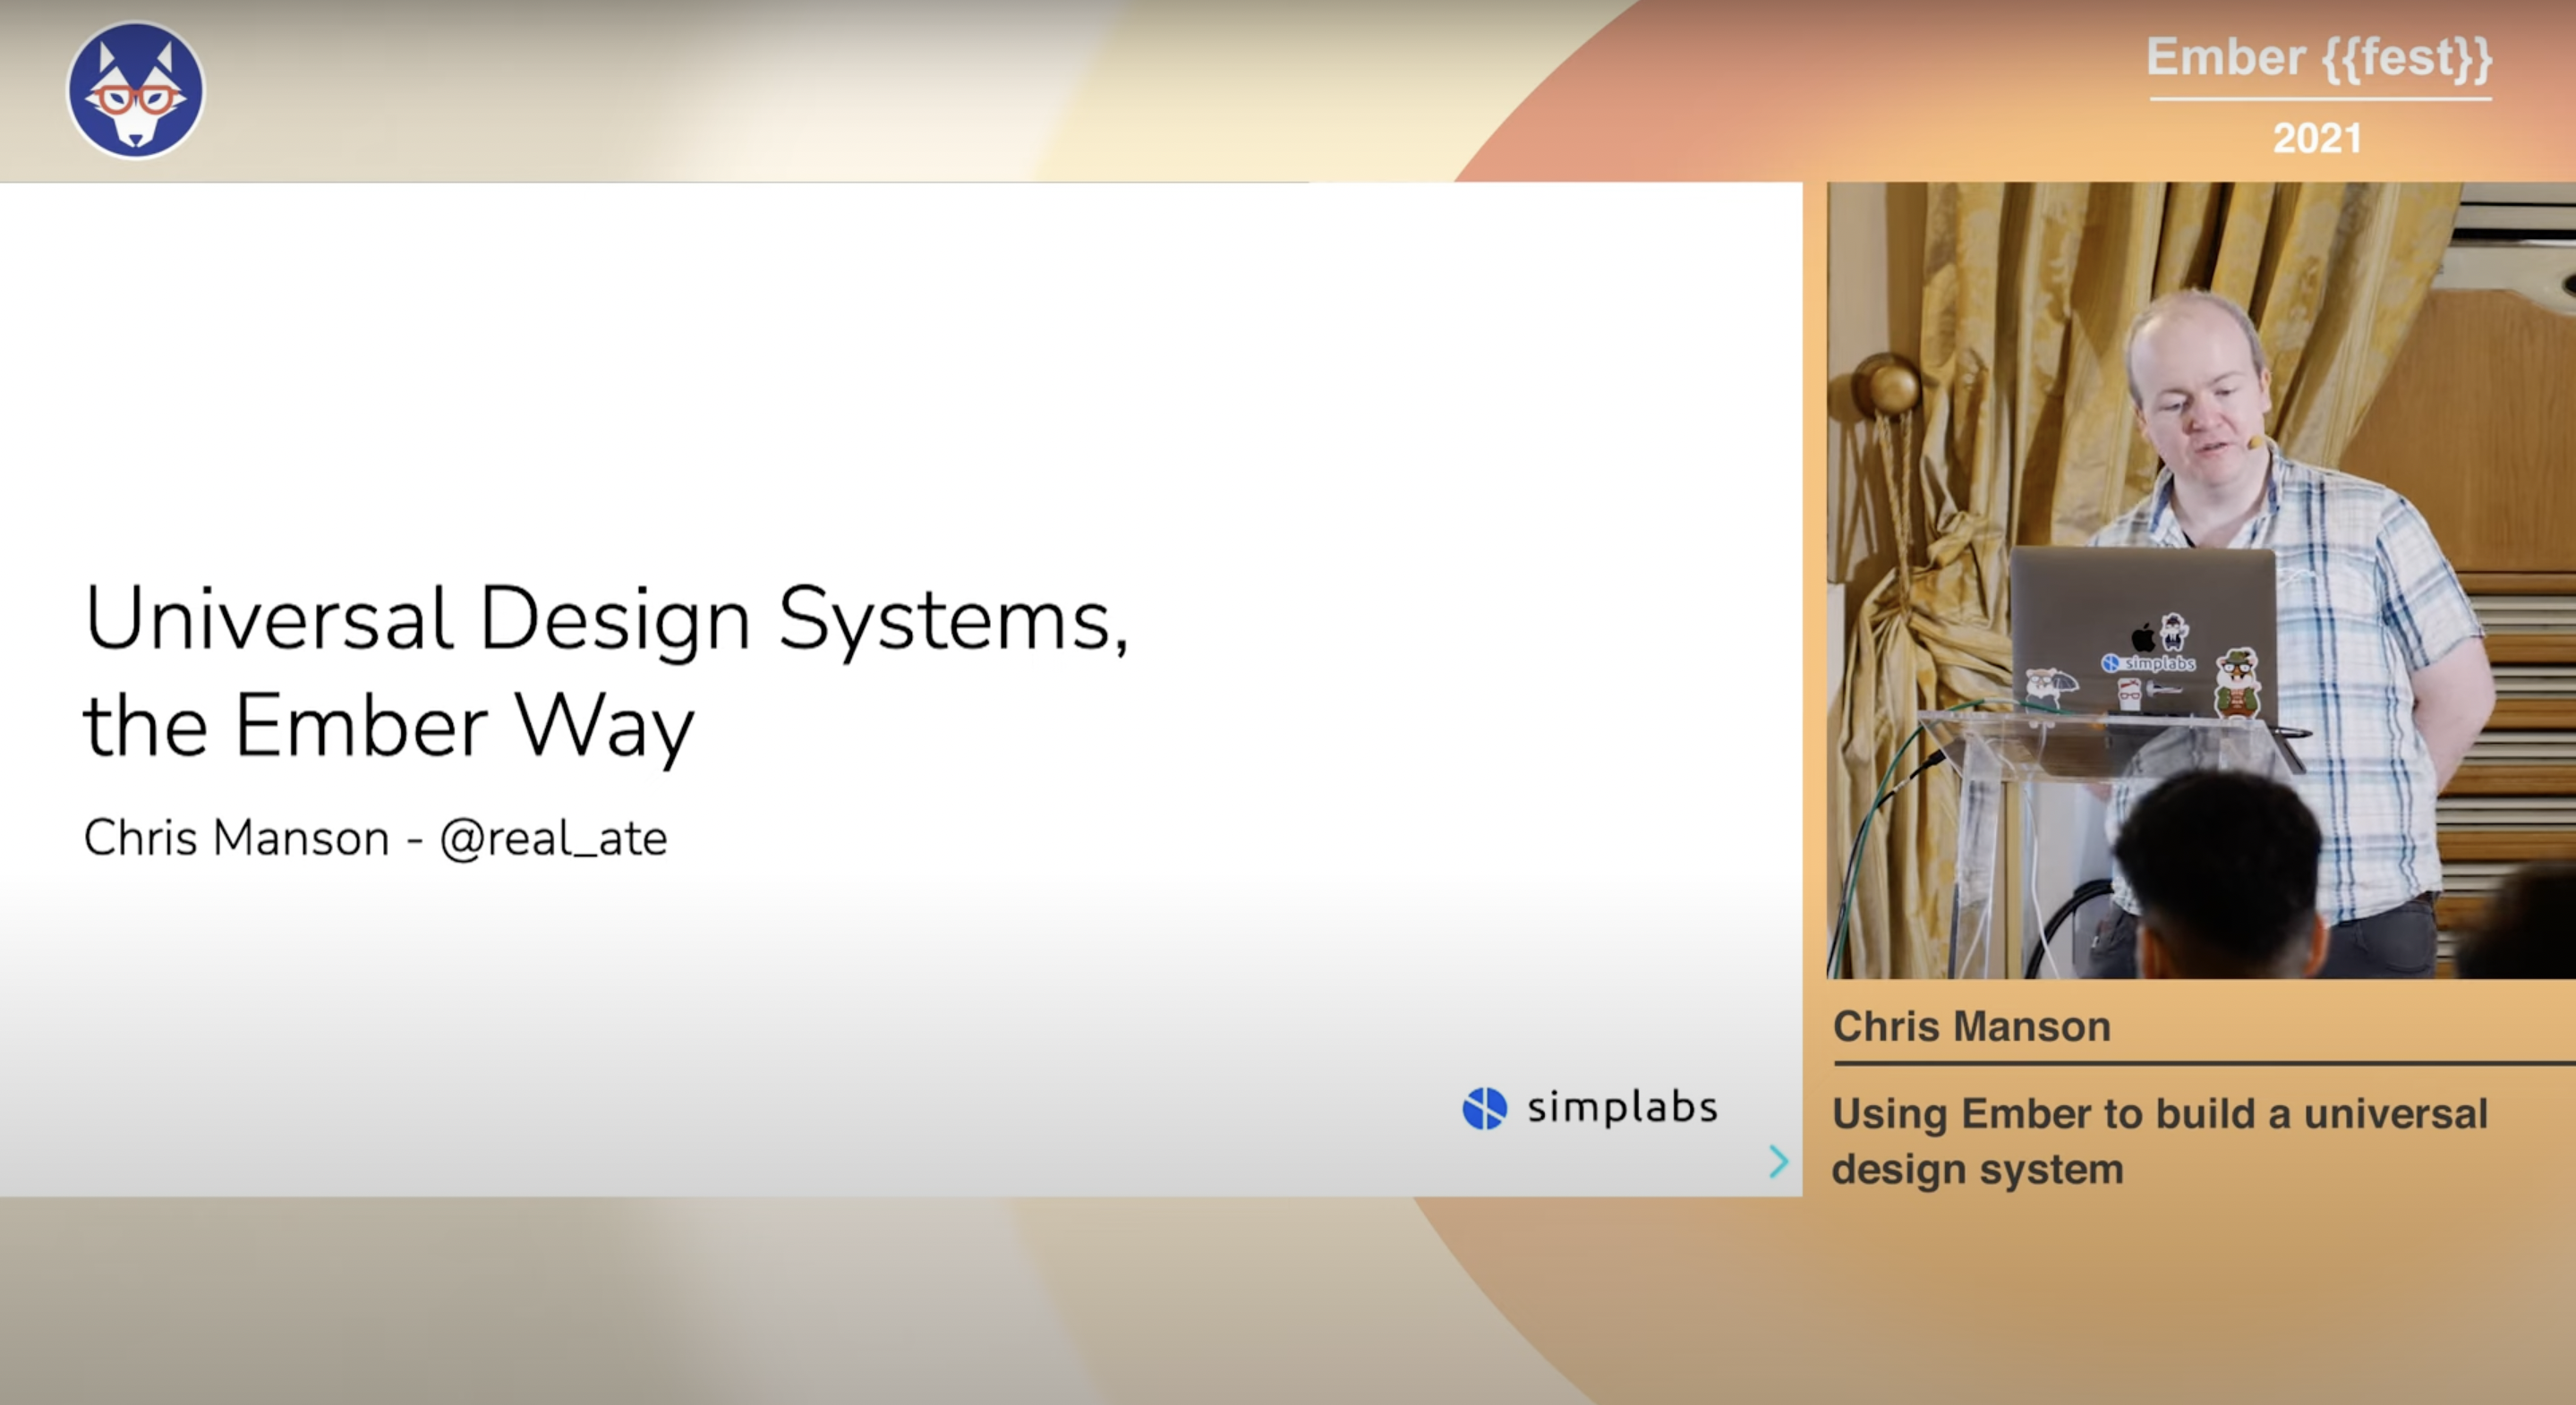 Ember {{fest}}
2021
Universal Design Systems,
the Ember Way
Chris Manson - @real_ate
simplabs
simplabs
Chris Manson
Using Ember to build a universal
design system